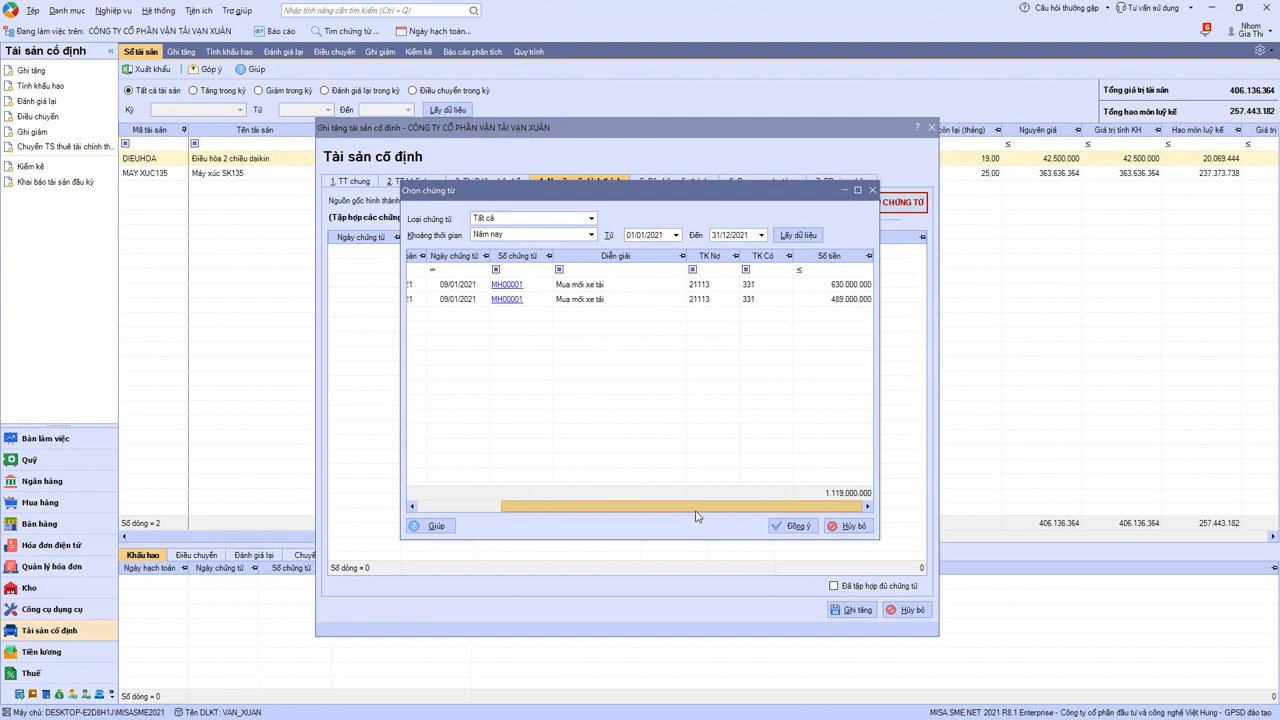 Tệp Danh mục Nghiệp vụ Hệ thống Tiện ích Trợ giúp Nhập tính năng cần tìm kiếm (Ctrl + Q) Câu hỏi thường gặp Tư vấn sử dụng
Đang làm việc trên: CÔNG TY CỔ PHẦN VẬN TẢI VẠN XUÂN Báo cáo Tìm chứng từ... Ngày hạch toán... 6 Nhom Gia Thi
Tài sản cố định Sổ tài sản Ghi tăng Tính khấu hao Đánh giá lại Điều chuyển Ghi giảm Kiểm kê Báo cáo phân tích Quy trình
Ghi tăng
Tính khấu hao
Đánh giá lại
Điều chuyển
Ghi giảm
Chuyển TS thuê tài chính th...
Kiểm kê
Khai báo tài sản đầu kỳ
Xuất khẩu Góp ý Giúp
Tất cả tài sản Tăng trong kỳ Giảm trong kỳ Đánh giá lại trong kỳ Điều chuyển trong kỳ
Tổng giá trị tài sản 406.136.364
Kỳ Từ Đến Lấy dữ liệu
Tổng hao mòn luỹ kế 257.443.182
Mã tài sản Tên tài sản còn lại (tháng) Nguyên giá Giá trị tính KH Hao mòn luỹ kế Giá trị
≤ ≤ ≤
DIEUHOA Điều hòa 2 chiều daikin 19,00 42.500.000 42.500.000 20.069.444
MAY XUC135 Máy xúc SK135 25,00 363.636.364 363.636.364 237.373.738
Ghi tăng tài sản cố định - CÔNG TY CỔ PHẦN VẬN TẢI VẠN XUÂN
Tài sản cố định
1. TT chung
Nguồn gốc hình thành
CHỨNG TỪ
(Tập hợp các chứng
Ngày chứng từ
Chọn chứng từ
Loại chứng từ Tất cả
Khoảng thời gian Năm nay Từ 01/01/2021 Đến 31/12/2021 Lấy dữ liệu
Ngày chứng từ Số chứng từ Diễn giải TK Nợ TK Có Số tiền
= ≤
21 09/01/2021 MH00001 Mua mới xe tải 21113 331 630.000.000
21 09/01/2021 MH00001 Mua mới xe tải 21113 331 489.000.000
1.119.000.000
Giúp Đồng ý Hủy bỏ
Số dòng = 0 0
Đã tập hợp đủ chứng từ
Ghi tăng Hủy bỏ
Số dòng = 2 406.136.364 406.136.364 257.443.182
Khấu hao Điều chuyển Đánh giá lại Chuyể
Ngày hạch toán Ngày chứng từ Số chứng từ
Số dòng = 0 0
Bàn làm việc
Quỹ
Ngân hàng
Mua hàng
Bán hàng
Hóa đơn điện tử
Quản lý hóa đơn
Kho
Công cụ dụng cụ
Tài sản cố định
Tiền lương
Thuế
Máy chủ: DESKTOP-E2D8H1J\MISASME2021 Tên DLKT: VAN_XUAN MISA SME.NET 2021 R8.1 Enterprise - Công ty cổ phần đầu tư và công nghệ Việt Hưng - GPSD đào tạo